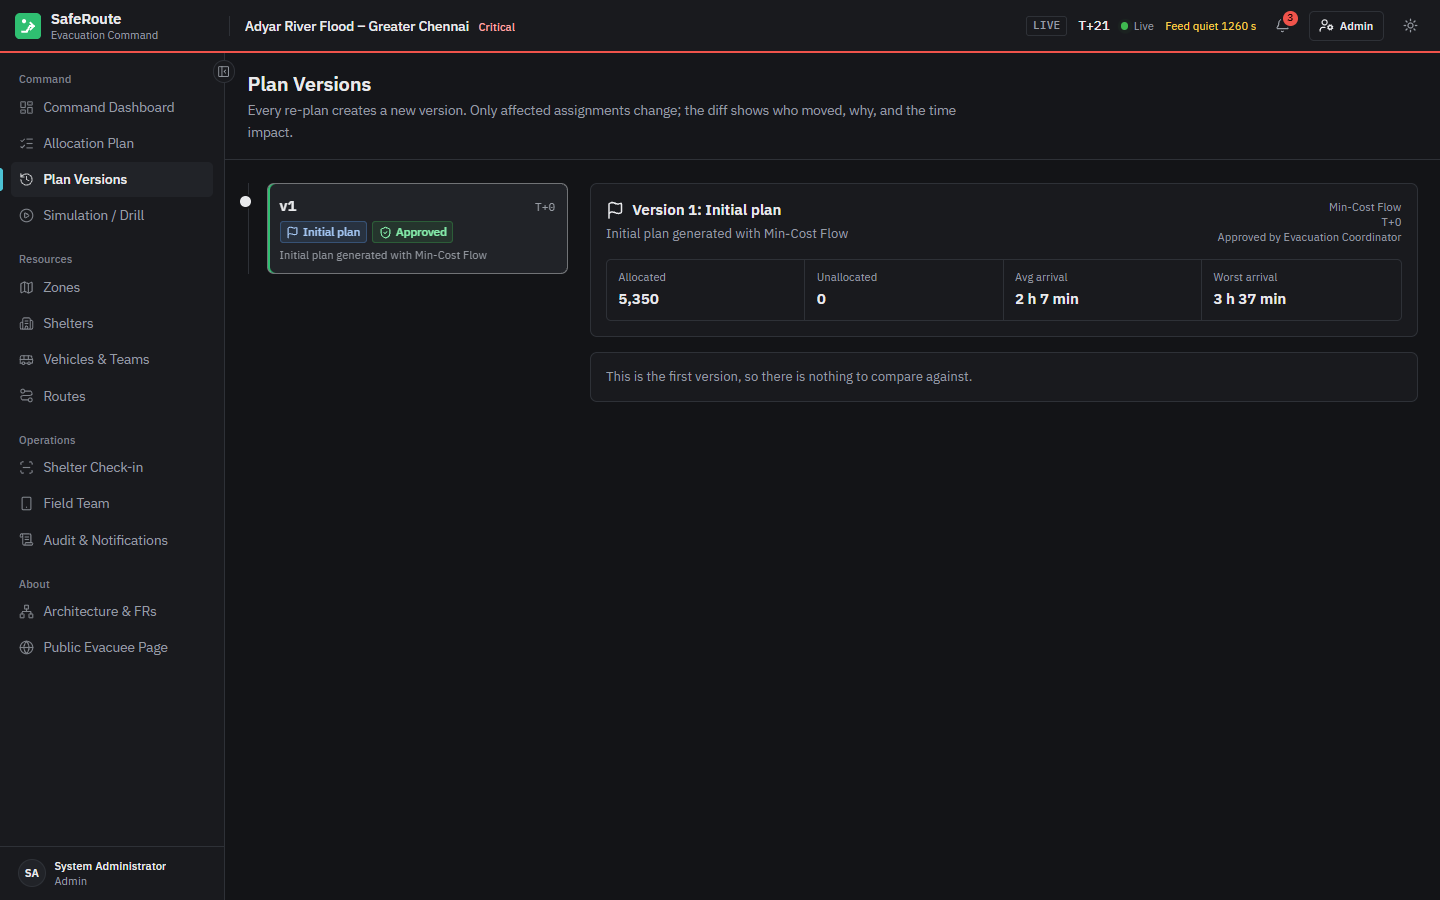 SafeRoute
Evacuation Command
Adyar River Flood – Greater Chennai Critical
LIVE T+21 Live Feed quiet 1260 s 3 Admin
Command
Command Dashboard
Allocation Plan
Plan Versions
Simulation / Drill
Resources
Zones
Shelters
Vehicles & Teams
Routes
Operations
Shelter Check-in
Field Team
Audit & Notifications
About
Architecture & FRs
Public Evacuee Page
SA System Administrator
Admin
Plan Versions
Every re-plan creates a new version. Only affected assignments change; the diff shows who moved, why, and the time
impact.
v1 T+0
Initial plan Approved
Initial plan generated with Min-Cost Flow
Version 1: Initial plan
Initial plan generated with Min-Cost Flow
Min-Cost Flow
T+0
Approved by Evacuation Coordinator
Allocated Unallocated Avg arrival Worst arrival
5,350 0 2 h 7 min 3 h 37 min
This is the first version, so there is nothing to compare against.